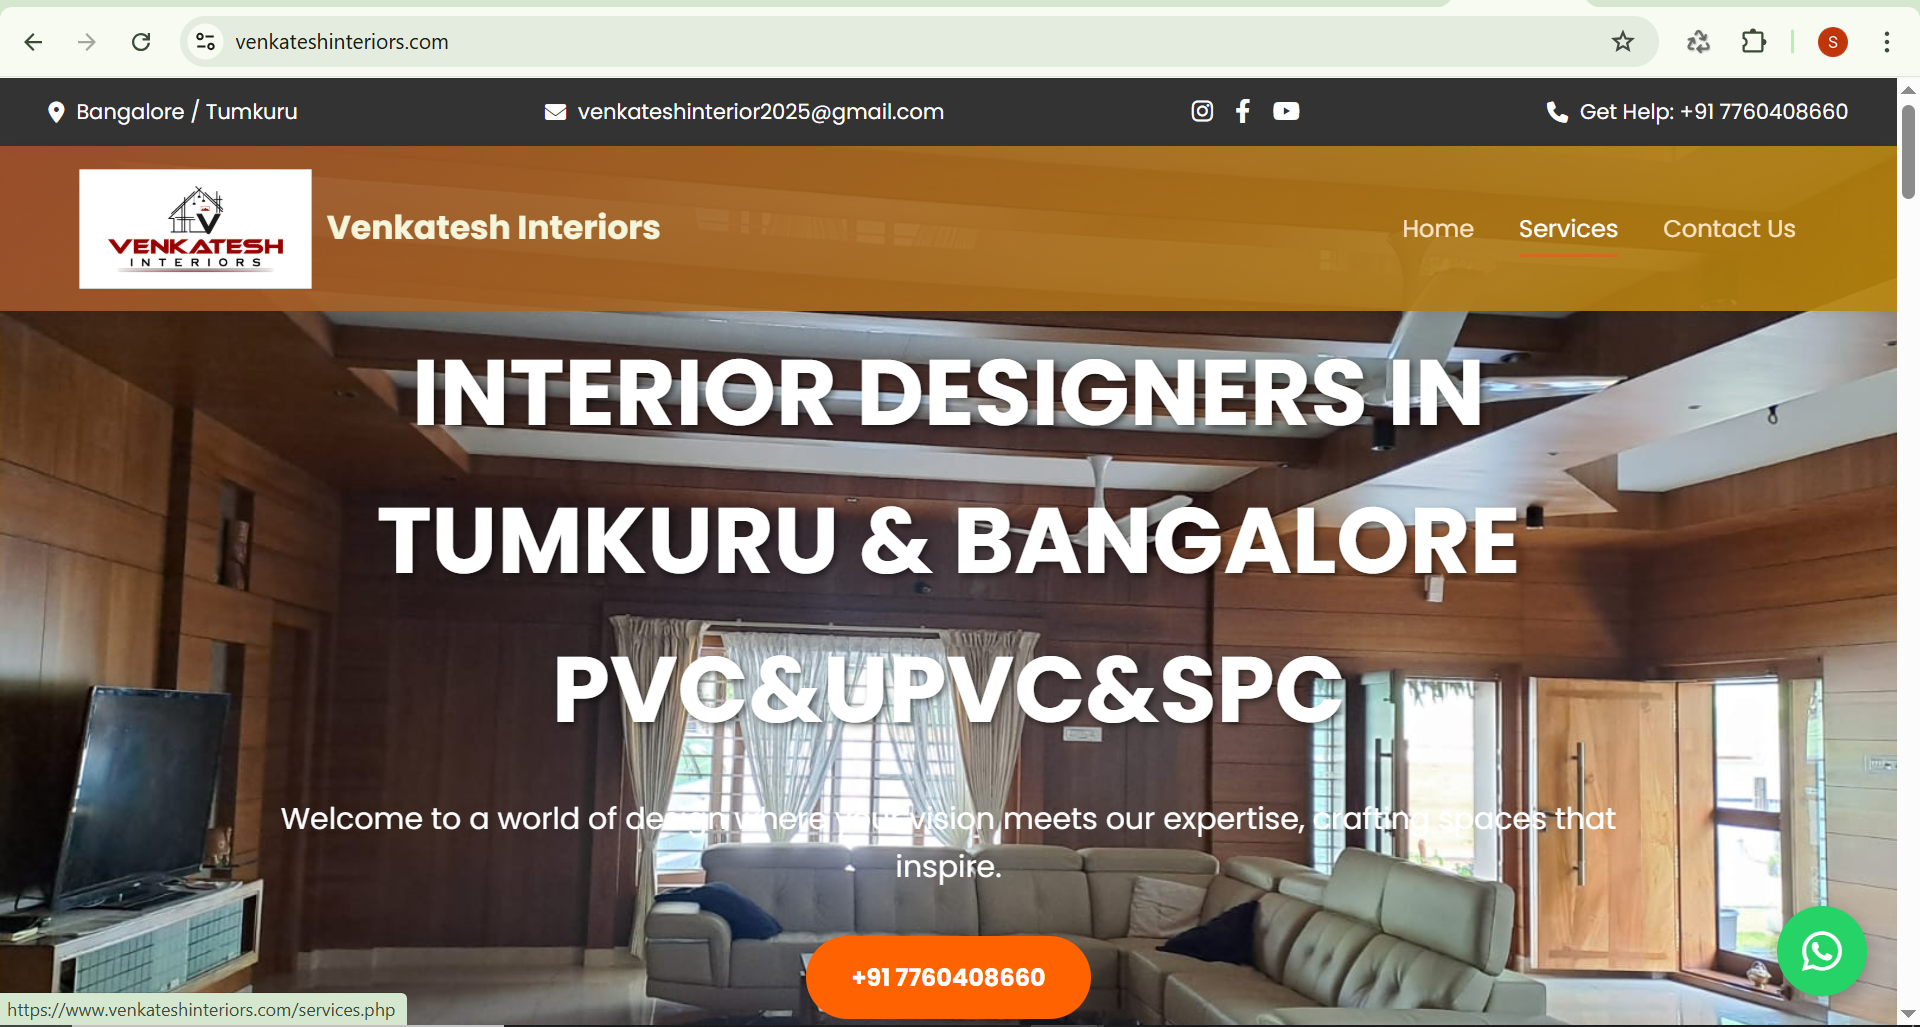 venkateshinteriors.com
S
Bangalore / Tumkuru
venkateshinterior2025@gmail.com
Get Help: +91 7760408660
V
VENKATESH
INTERIORS
Venkatesh Interiors
Home
Services
Contact Us
INTERIOR DESIGNERS IN
TUMKURU & BANGALORE
PVC&UPVC&SPC
Welcome to a world of design where your vision meets our expertise, crafting spaces that
inspire.
+91 7760408660
https://www.venkateshinteriors.com/services.php